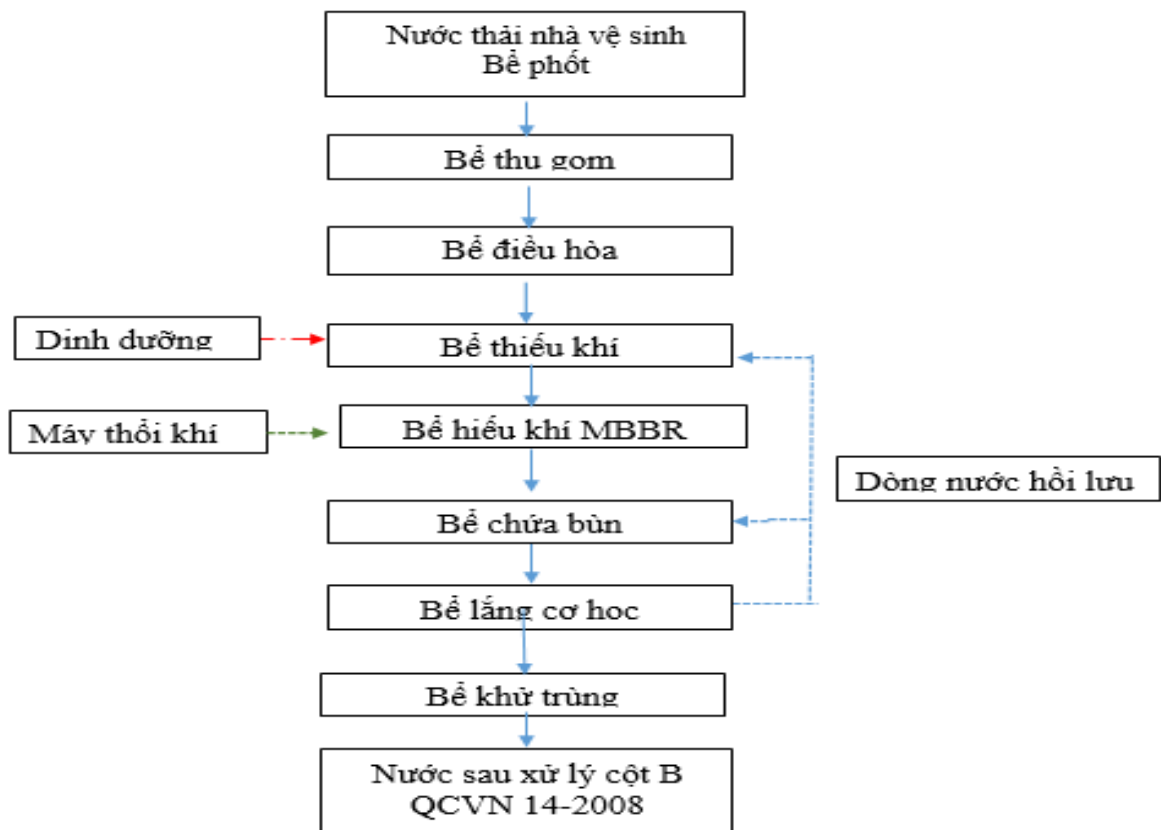 Nước thải nhà vệ sinh
Bể phốt
Bể thu gom
Bể điều hòa
Dinh dưỡng
Bể thiếu khí
Máy thổi khí
Bể hiếu khí MBBR
Dòng nước hồi lưu
Bể chứa bùn
Bể lắng cơ học
Bể khử trùng
Nước sau xử lý cột B
QCVN 14-2008